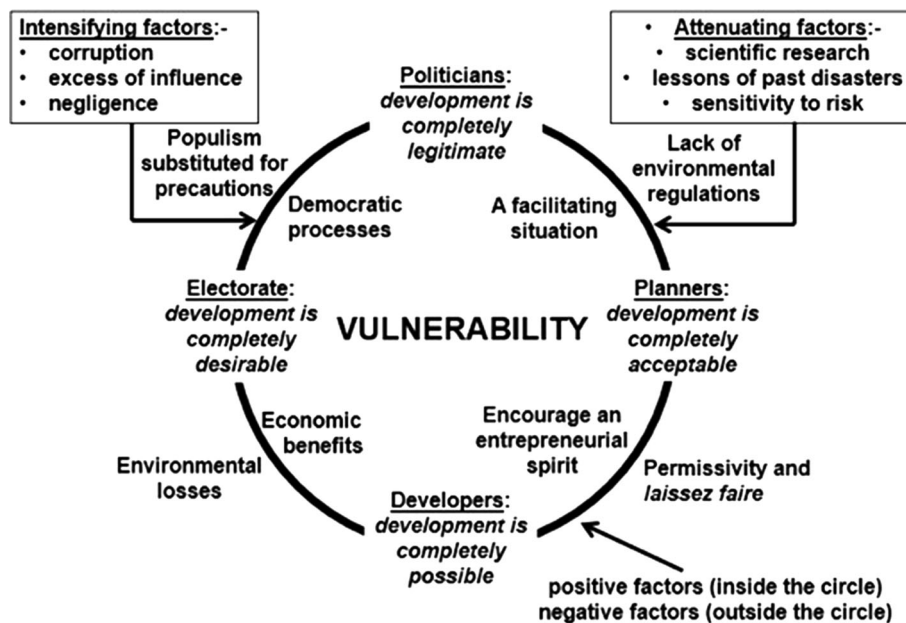 Intensifying factors:-
• corruption
• excess of influence
• negligence
Attenuating factors:-
• scientific research
• lessons of past disasters
• sensitivity to risk
Politicians:
development is
completely
legitimate
Populism
substituted for
precautions
Democratic
processes
A facilitating
situation
Lack of
environmental
regulations
Electorate:
development is
completely
desirable
VULNERABILITY
Planners:
development is
completely
acceptable
Economic
benefits
Environmental
losses
Encourage an
entrepreneurial
spirit
Permissivity and
laissez faire
Developers:
development is
completely
possible
positive factors (inside the circle)
negative factors (outside the circle)